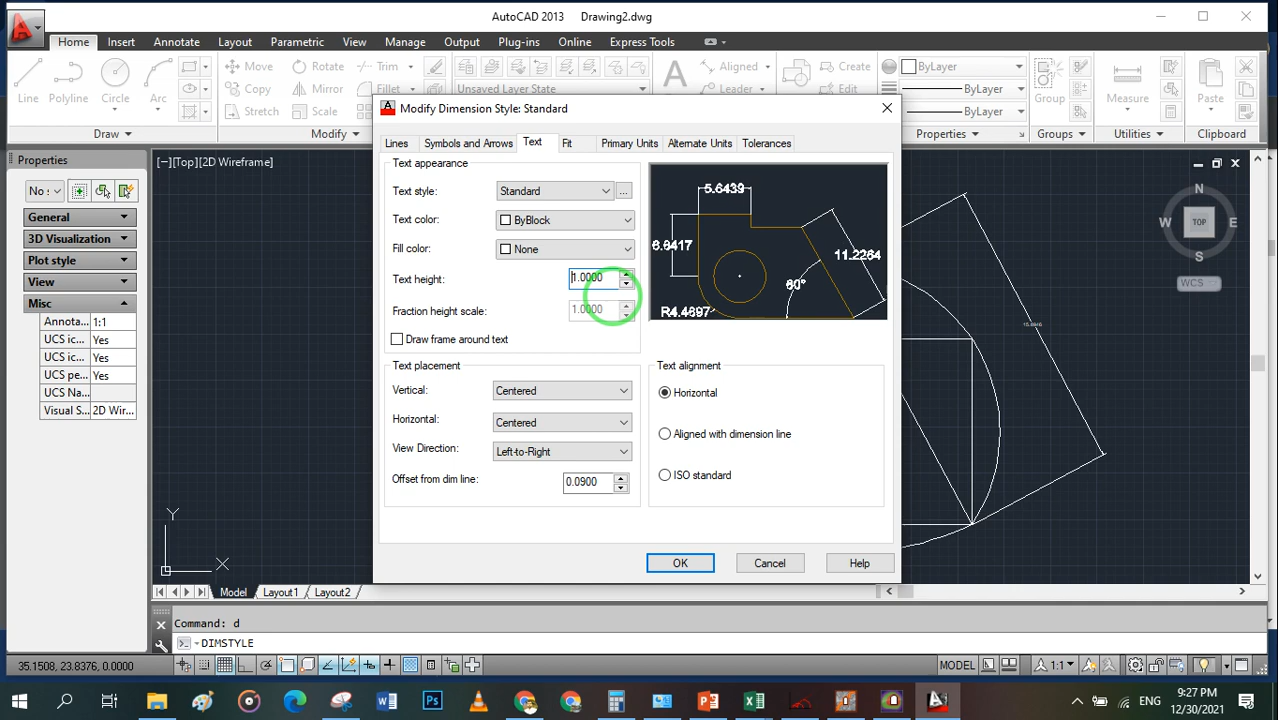 AutoCAD 2013 Drawing2.dwg
Home Insert Annotate Layout Parametric View Manage Output Plug-ins Online Express Tools
Line Polyline Circle Arc
Move Rotate Trim
Copy Mirror Fillet
Stretch Scale
Unsaved Layer State
Aligned
Leader
Create
Edit
ByLayer
ByLayer
ByLayer
Group Measure Paste
Draw Modify Properties Groups Utilities Clipboard
Modify Dimension Style: Standard
Lines Symbols and Arrows Text Fit Primary Units Alternate Units Tolerances
Text appearance
Text style: Standard ...
Text color: ByBlock
Fill color: None
Text height: 1.0000
Fraction height scale: 1.0000
Draw frame around text
5.6439
6.6417
11.2264
60°
R4.4697
Text placement
Vertical: Centered
Horizontal: Centered
View Direction: Left-to-Right
Offset from dim line: 0.0900
Text alignment
Horizontal
Aligned with dimension line
ISO standard
OK Cancel Help
Properties
No s
General
3D Visualization
Plot style
View
Misc
Annota... 1:1
UCS ic... Yes
UCS ic... Yes
UCS pe... Yes
UCS Na...
Visual S... 2D Wir...
[−][Top][2D Wireframe]
N
W TOP E
S
WCS
Y
X
Model Layout1 Layout2
Command: d
DIMSTYLE
35.1508, 23.8376, 0.0000
MODEL 1:1
ENG
9:27 PM
12/30/2021